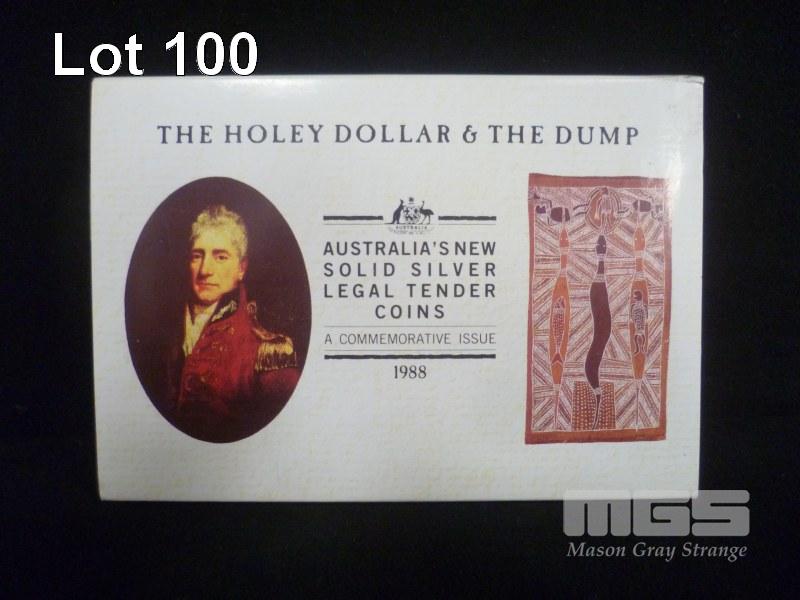 Lot 100
THE HOLEY DOLLAR & THE DUMP
AUSTRALIA
AUSTRALIA'S NEW
SOLID SILVER
LEGAL TENDER
COINS
A COMMEMORATIVE ISSUE
1988
MGS
Mason Gray Strange